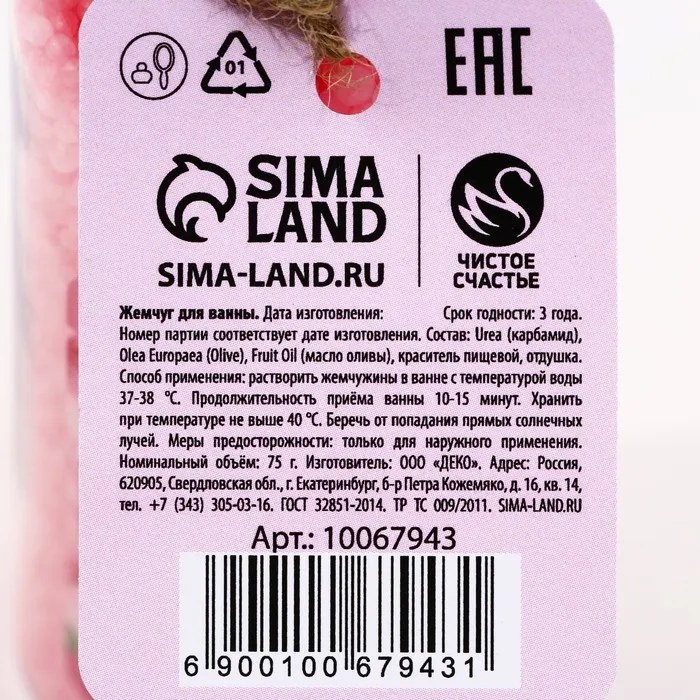 01
EAC
SIMA
LAND
SIMA-LAND.RU
ЧИСТОЕ
СЧАСТЬЕ
Жемчуг для ванны. Дата изготовления: Срок годности: 3 года.
Номер партии соответствует дате изготовления. Состав: Urea (карбамид),
Olea Europaea (Olive), Fruit Oil (масло оливы), краситель пищевой, отдушка.
Способ применения: растворить жемчужины в ванне с температурой воды
37-38 °С. Продолжительность приёма ванны 10-15 минут. Хранить
при температуре не выше 40 °С. Беречь от попадания прямых солнечных
лучей. Меры предосторожности: только для наружного применения.
Номинальный объём: 75 г. Изготовитель: ООО «ДЕКО». Адрес: Россия,
620905, Свердловская обл., г. Екатеринбург, б-р Петра Кожемяко, д. 16, кв. 14,
тел. +7 (343) 305-03-16. ГОСТ 32851-2014. ТР ТС 009/2011. SIMA-LAND.RU
Арт.: 10067943
6 900100 679431